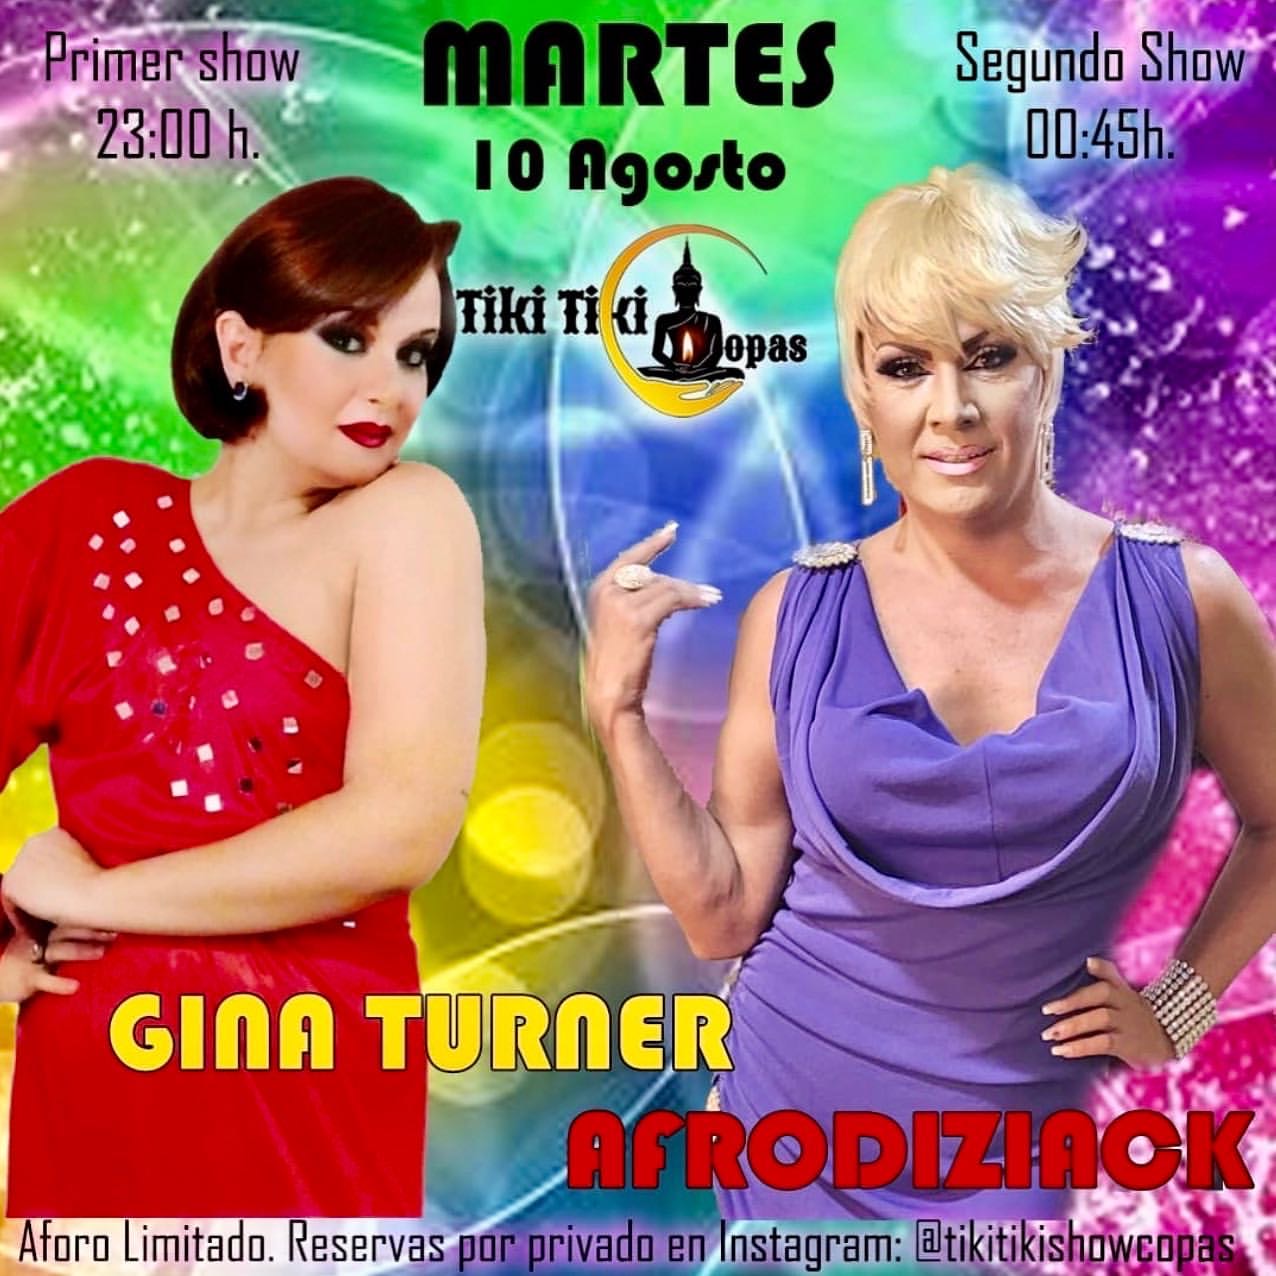 Primer show
23:00 h.
MARTES
10 Agosto
Segundo Show
00:45h.
Tiki Tiki
Copas
GINA TURNER
AFRODIZIACK
Aforo Limitado. Reservas por privado en Instagram: @tikitikishowcopas